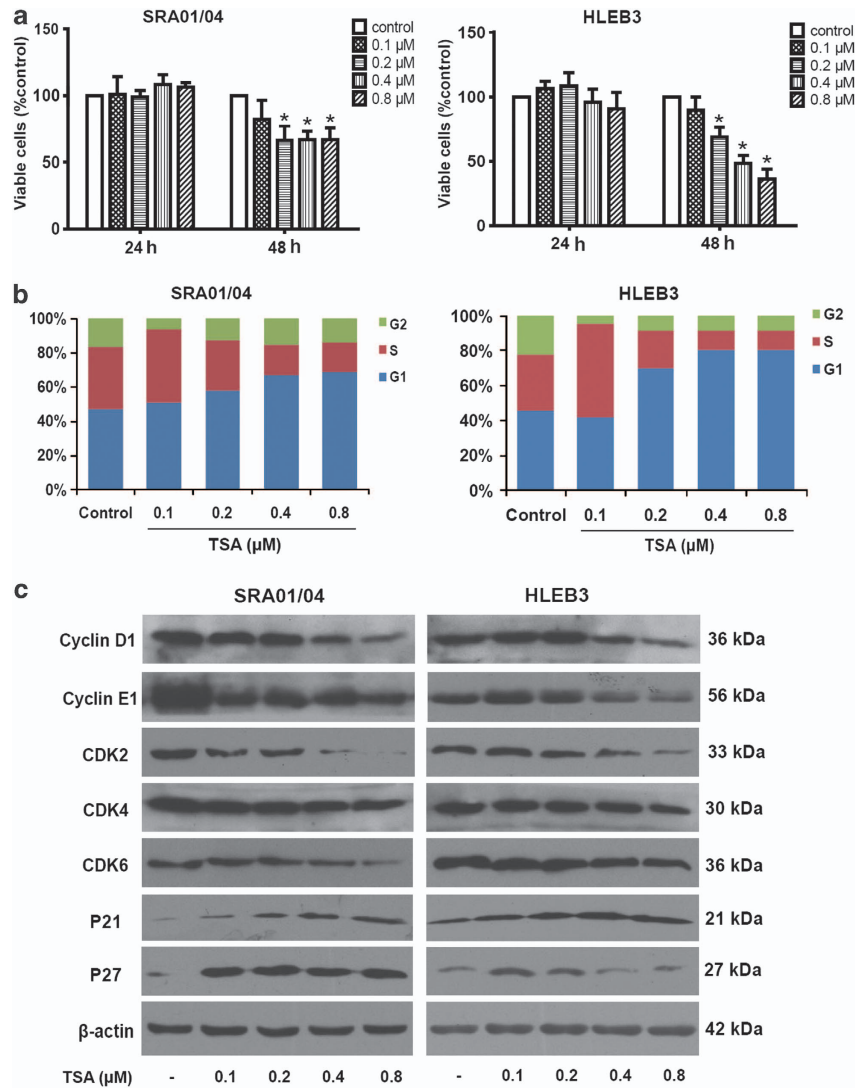 a
SRA01/04
Viable cells (%control)
150
100
50
0
* * *
24 h
48 h
control
0.1 µM
0.2 µM
0.4 µM
0.8 µM
HLEB3
Viable cells (%control)
150
100
50
0
* * *
24 h
48 h
control
0.1 µM
0.2 µM
0.4 µM
0.8 µM
b
SRA01/04
100%
80%
60%
40%
20%
0%
Control 0.1 0.2 0.4 0.8
TSA (µM)
G2
S
G1
HLEB3
100%
80%
60%
40%
20%
0%
Control 0.1 0.2 0.4 0.8
TSA (µM)
G2
S
G1
c
SRA01/04 HLEB3
Cyclin D1 36 kDa
Cyclin E1 56 kDa
CDK2 33 kDa
CDK4 30 kDa
CDK6 36 kDa
P21 21 kDa
P27 27 kDa
β-actin 42 kDa
TSA (µM) - 0.1 0.2 0.4 0.8 - 0.1 0.2 0.4 0.8